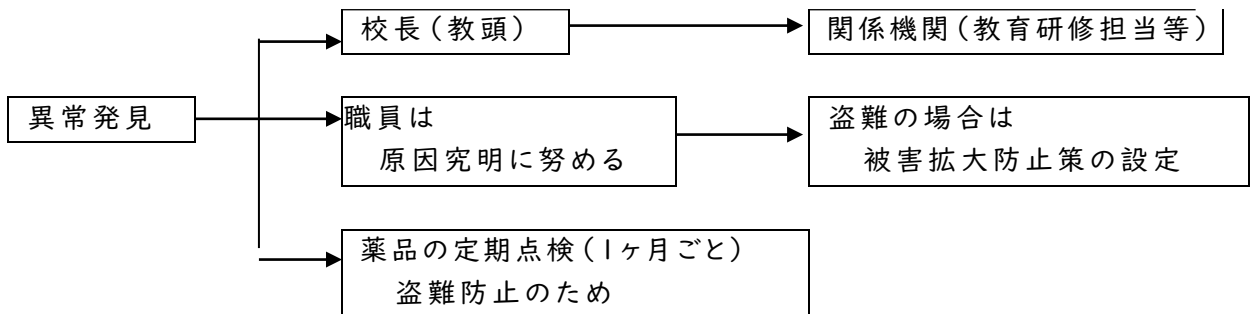 校長（教頭）
関係機関（教育研修担当等）
異常発見
職員は
原因究明に努める
盗難の場合は
被害拡大防止策の設定
薬品の定期点検（1ヶ月ごと）
盗難防止のため